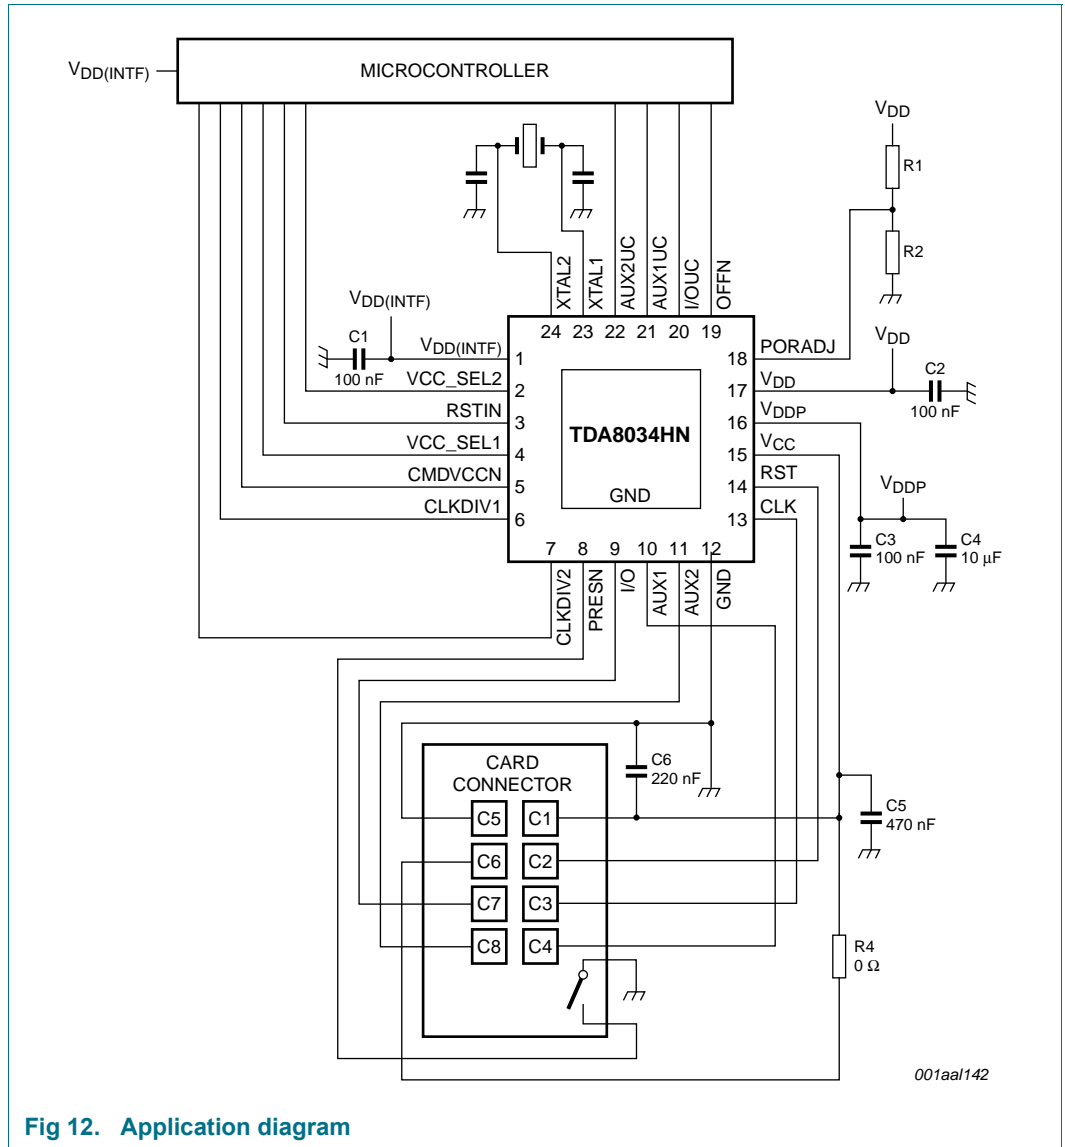 MICROCONTROLLER
VDD(INTF)
VDD
R1
R2
XTAL2
XTAL1
AUX2UC
AUX1UC
I/OUC
OFFN
VDD(INTF)
C1
100 nF
VDD(INTF)
VCC_SEL2
RSTIN
VCC_SEL1
CMDVCCN
CLKDIV1
24
23
22
21
20
19
1
2
3
4
5
6
TDA8034HN
GND
18
17
16
15
14
13
7
8
9
10
11
12
PORADJ
VDD
VDDP
VCC
RST
CLK
VDD
C2
100 nF
VDDP
C3
100 nF
C4
10 μF
CLKDIV2
PRESN
I/O
AUX1
AUX2
GND
CARD
CONNECTOR
C5
C1
C6
C2
C7
C3
C8
C4
C6
220 nF
C5
470 nF
R4
0 Ω
001aal142
Fig 12. Application diagram